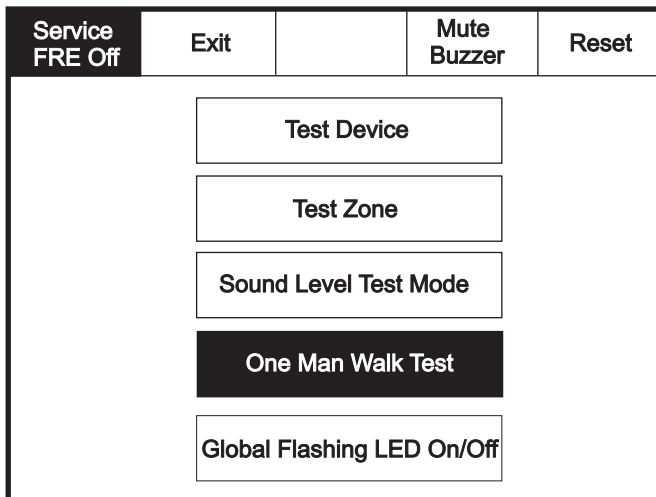 Service
FRE Off
Exit
Mute
Buzzer
Reset
Test Device
Test Zone
Sound Level Test Mode
One Man Walk Test
Global Flashing LED On/Off